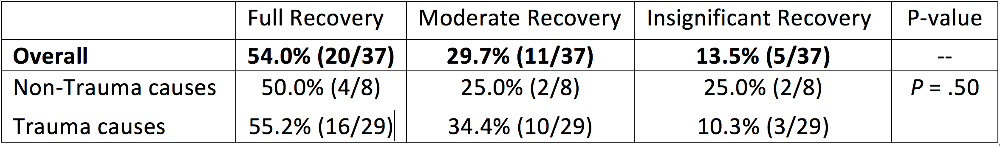 Full Recovery Moderate Recovery Insignificant Recovery P-value
Overall 54.0% (20/37) 29.7% (11/37) 13.5% (5/37) --
Non-Trauma causes 50.0% (4/8) 25.0% (2/8) 25.0% (2/8) P = .50
Trauma causes 55.2% (16/29) 34.4% (10/29) 10.3% (3/29)